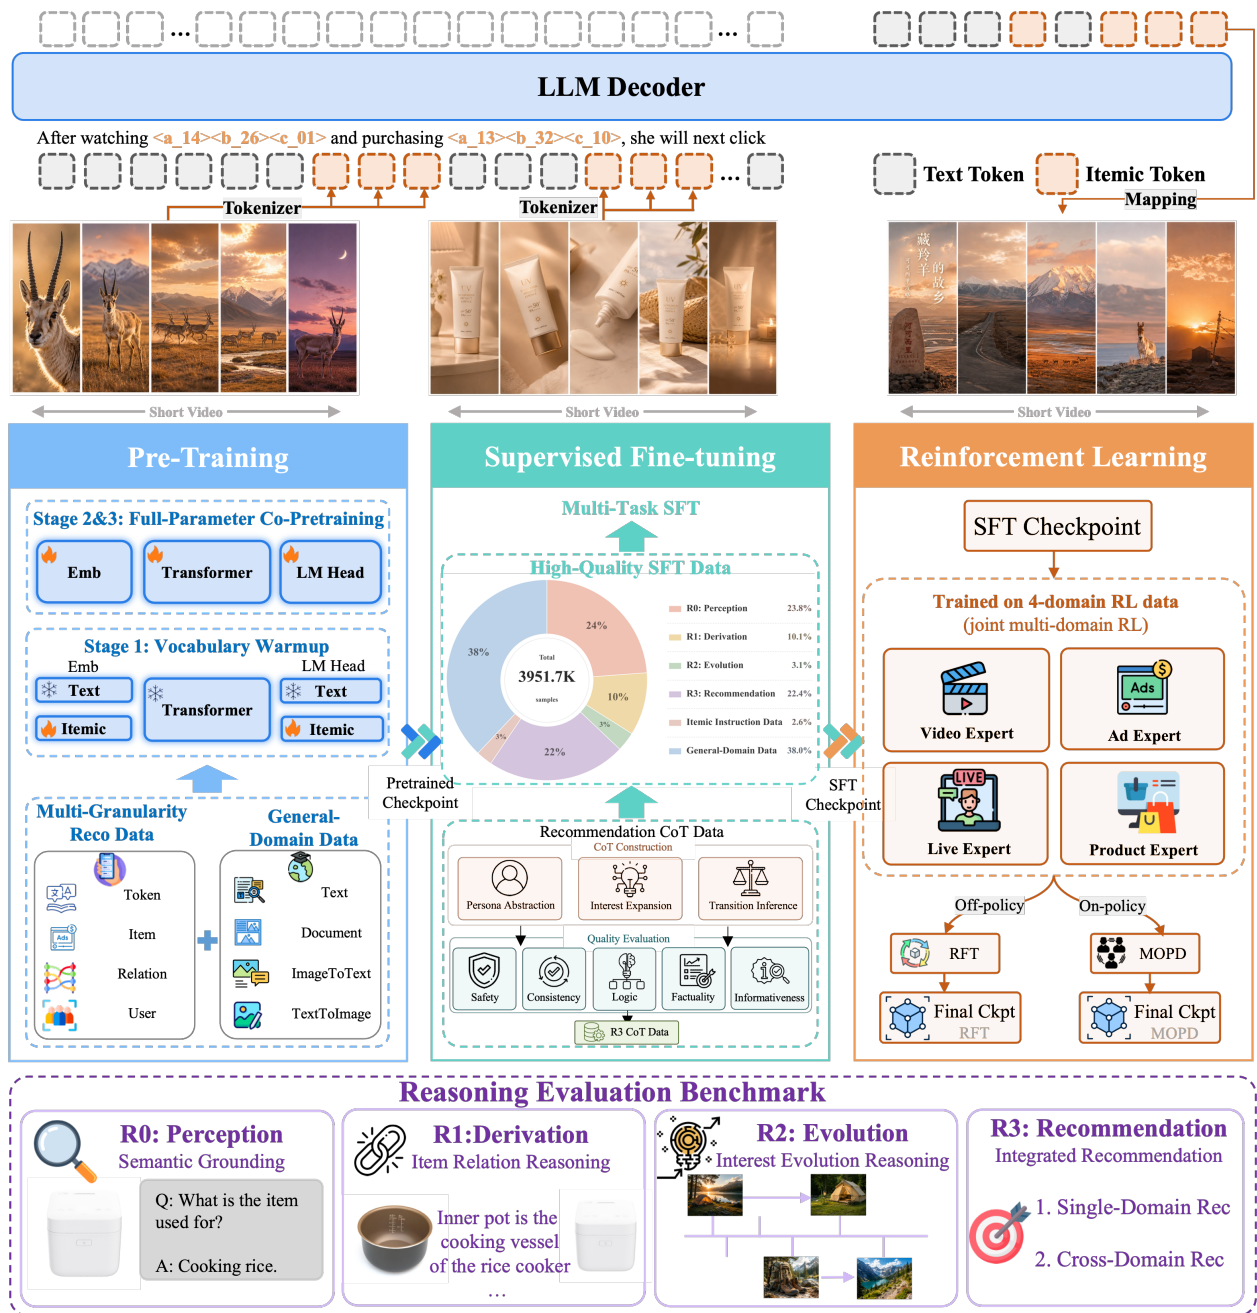 LLM Decoder
After watching <a_14><b_26><c_01> and purchasing <a_13><b_32><c_10>, she will next click
...
...
...
Text Token
Itemic Token
Tokenizer
Tokenizer
Mapping
藏羚羊
的故乡
Short Video
Short Video
Short Video
Pre-Training
Stage 2&3: Full-Parameter Co-Pretraining
Emb
Transformer
LM Head
Stage 1: Vocabulary Warmup
Emb
LM Head
Text
Transformer
Text
Itemic
Itemic
Multi-Granularity
Reco Data
General-
Domain Data
Token
Item
Ads
Relation
User
Text
Document
ImageToText
TextToImage
Pretrained
Checkpoint
Supervised Fine-tuning
Multi-Task SFT
High-Quality SFT Data
24%
10%
3%
22%
3%
38%
Total
3951.7K
samples
R0: Perception 23.8%
R1: Derivation 10.1%
R2: Evolution 3.1%
R3: Recommendation 22.4%
Itemic Instruction Data 2.6%
General-Domain Data 38.0%
Recommendation CoT Data
CoT Construction
Persona Abstraction
Interest Expansion
Transition Inference
Quality Evaluation
Safety
Consistency
Logic
Factuality
Informativeness
R3 CoT Data
SFT
Checkpoint
Reinforcement Learning
SFT Checkpoint
Trained on 4-domain RL data
(joint multi-domain RL)
Video Expert
Ads
Ad Expert
LIVE
Live Expert
Product Expert
Off-policy
On-policy
RFT
MOPD
Final Ckpt
RFT
Final Ckpt
MOPD
Reasoning Evaluation Benchmark
R0: Perception
Semantic Grounding
Q: What is the item
used for?
A: Cooking rice.
R1:Derivation
Item Relation Reasoning
Inner pot is the
cooking vessel
of the rice cooker
...
R2: Evolution
Interest Evolution Reasoning
R3: Recommendation
Integrated Recommendation
1. Single-Domain Rec
2. Cross-Domain Rec